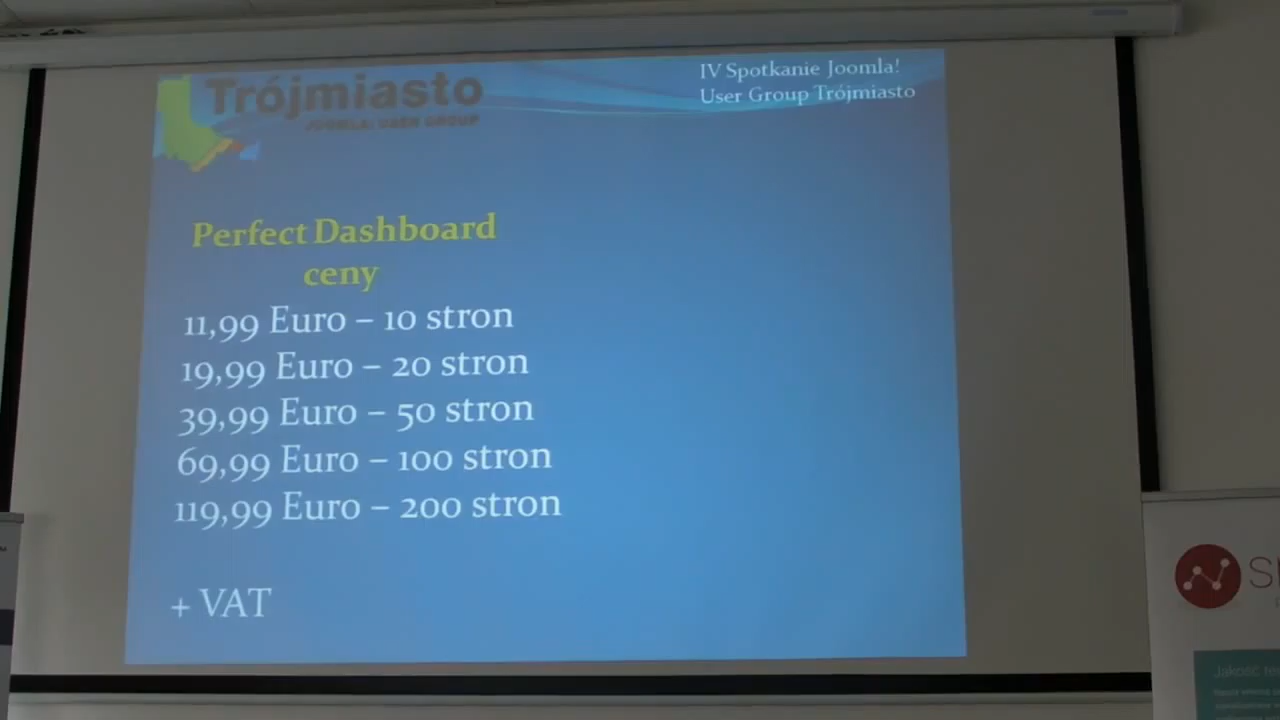 Trójmiasto
JOOMLA! USER GROUP
IV Spotkanie Joomla!
User Group Trójmiasto
Perfect Dashboard
ceny
11,99 Euro – 10 stron
19,99 Euro – 20 stron
39,99 Euro – 50 stron
69,99 Euro – 100 stron
119,99 Euro – 200 stron
+ VAT
Jakość